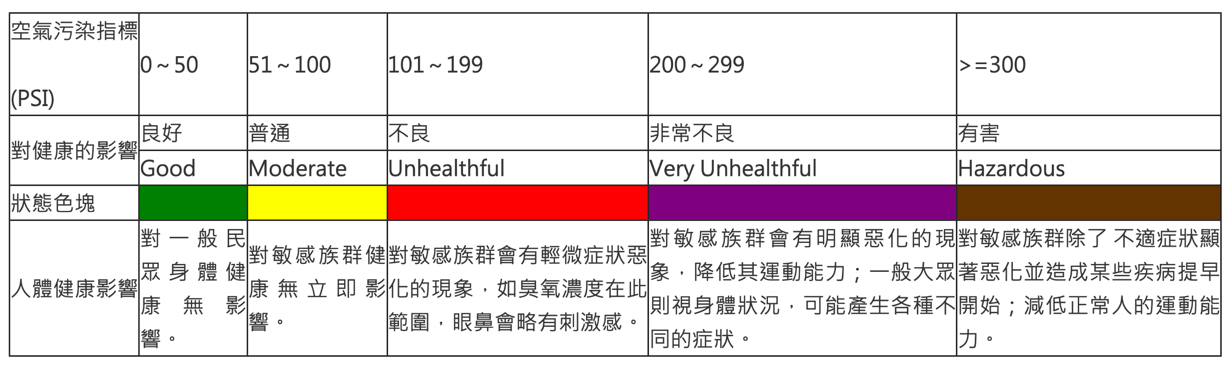 空氣污染指標
(PSI)
0～50
51～100
101～199
200～299
>=300
對健康的影響
良好
普通
不良
非常不良
有害
Good
Moderate
Unhealthful
Very Unhealthful
Hazardous
狀態色塊
人體健康影響
對一般民
眾身體健
康無影
響。
對敏感族群健
康無立即影
響。
對敏感族群會有輕微症狀惡
化的現象，如臭氧濃度在此
範圍，眼鼻會略有刺激感。
對敏感族群會有明顯惡化的現
象，降低其運動能力；一般大眾
則視身體狀況，可能產生各種不
同的症狀。
對敏感族群除了 不適症狀顯
著惡化並造成某些疾病提早
開始；減低正常人的運動能
力。